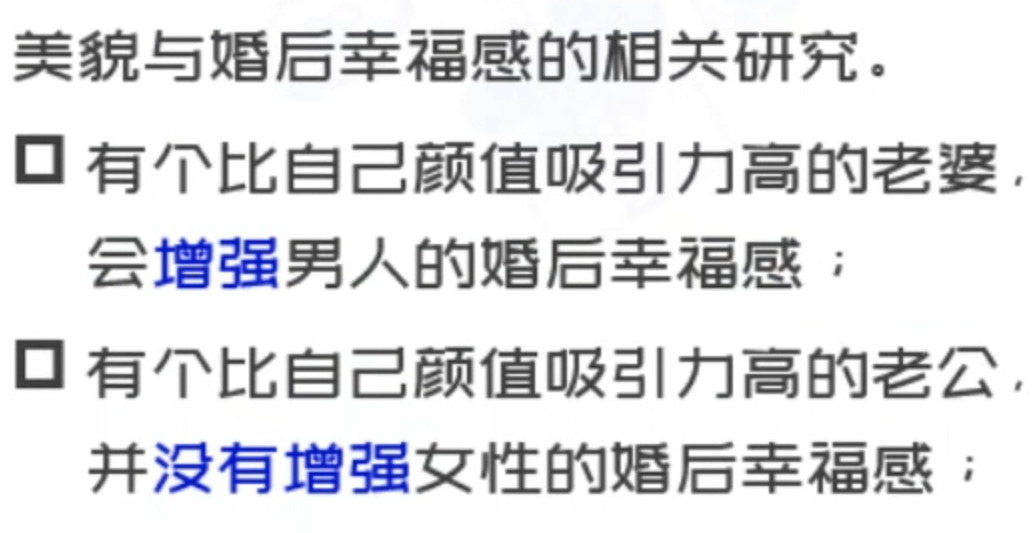 美貌与婚后幸福感的相关研究。
有个比自己颜值吸引力高的老婆，
会增强男人的婚后幸福感；
有个比自己颜值吸引力高的老公，
并没有增强女性的婚后幸福感；